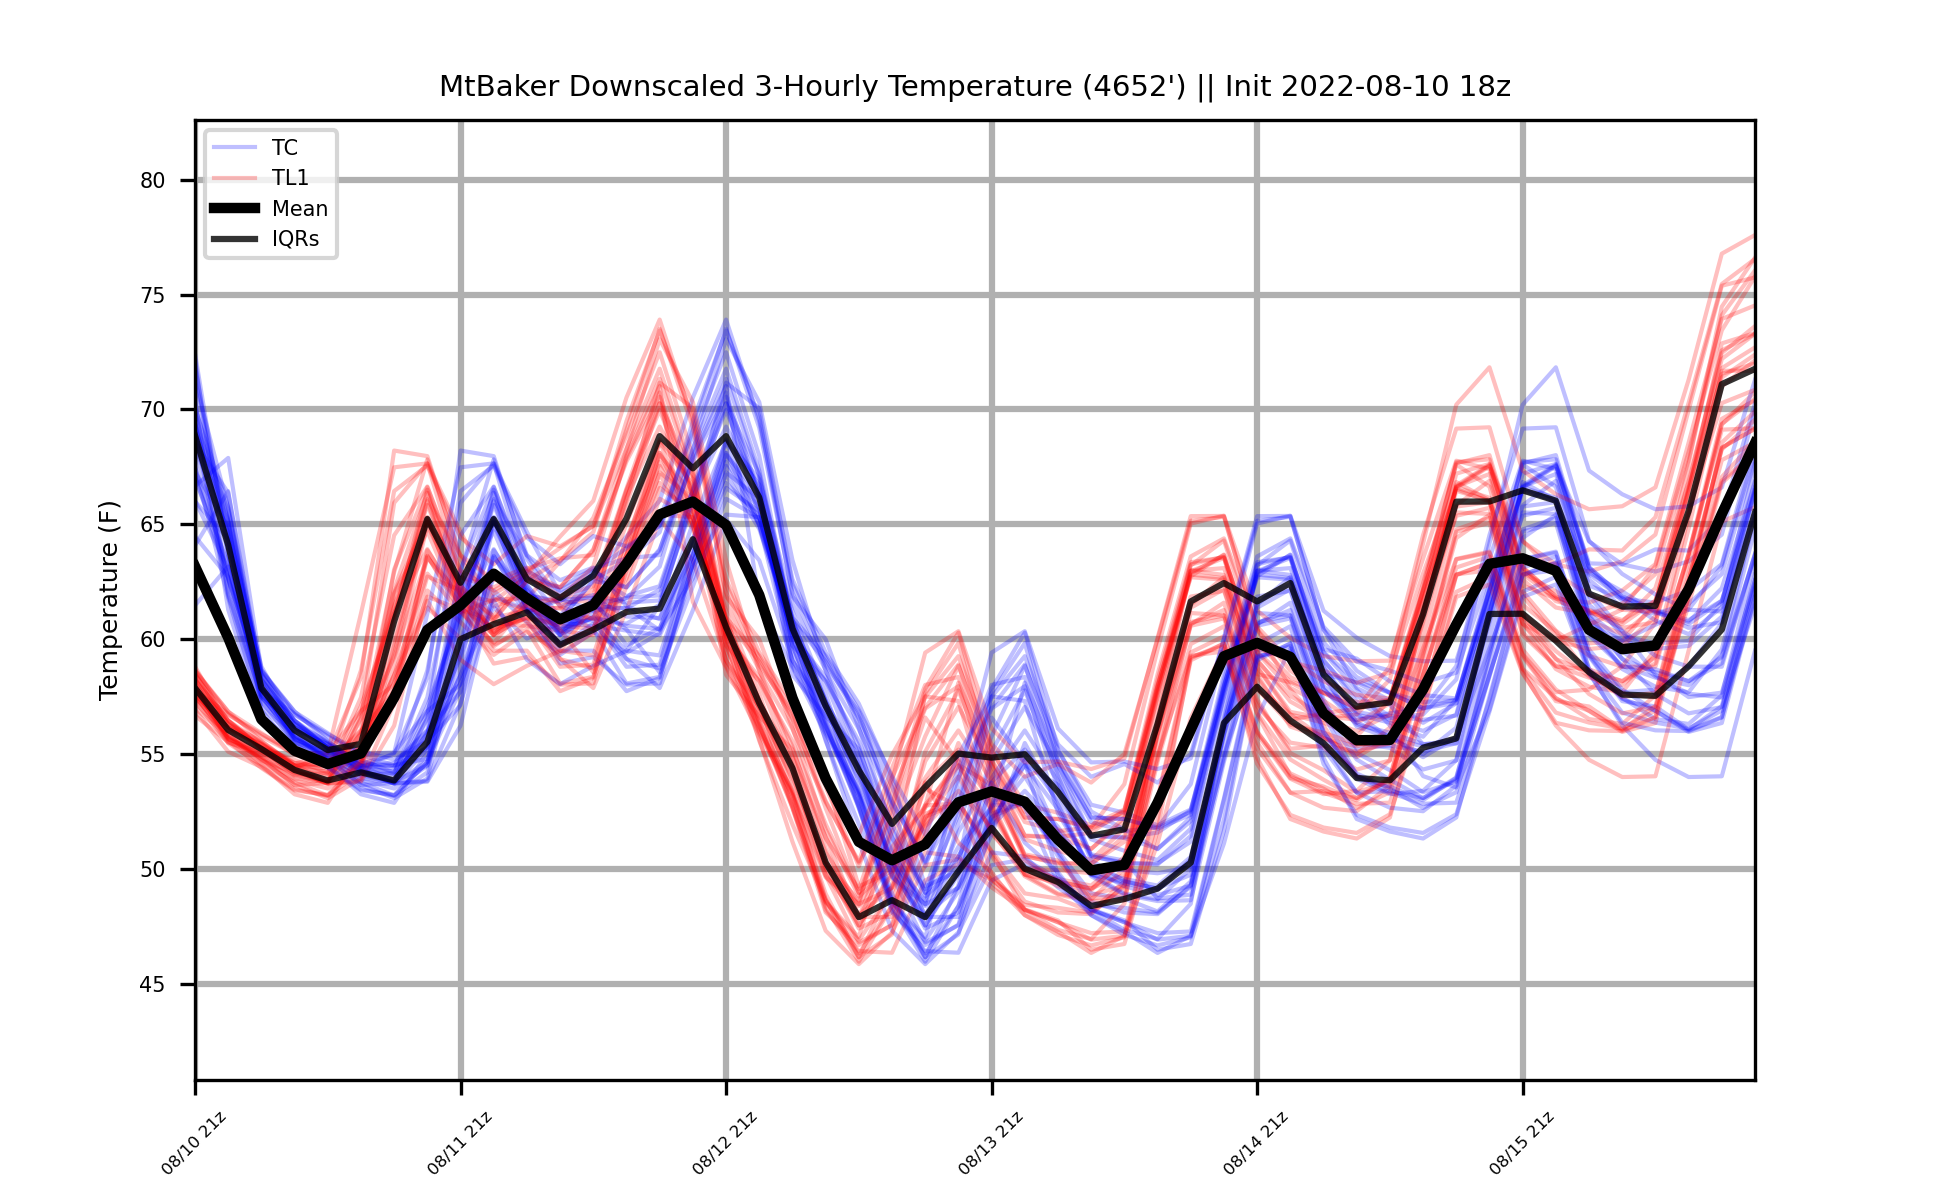 MtBaker Downscaled 3-Hourly Temperature (4652') || Init 2022-08-10 18z
TC
TL1
Mean
IQRs
Temperature (F)
80
75
70
65
60
55
50
45
08/10 21z
08/11 21z
08/12 21z
08/13 21z
08/14 21z
08/15 21z